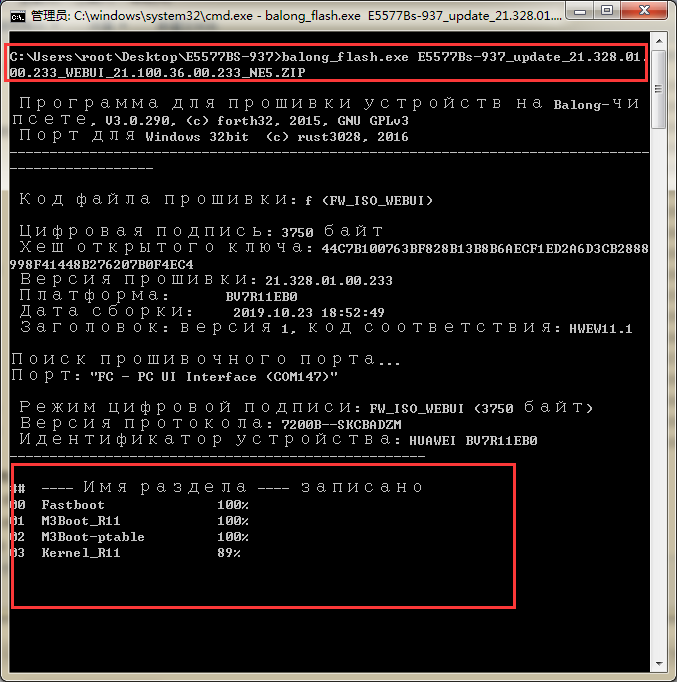 管理员: C:\windows\system32\cmd.exe - balong_flash.exe  E5577Bs-937_update_21.328.01....
C:\Users\root\Desktop\E5577BS-937>balong_flash.exe E5577Bs-937_update_21.328.01.
00.233_WEBUI_21.100.36.00.233_NE5.ZIP
Программа для прошивки устройств на Balong-чи
псете, V3.0.290, (c) forth32, 2015, GNU GPLv3
Порт для Windows 32bit  (c) rust3028, 2016
--------------------------------------------------------------------------------
------------------
Код файла прошивки: f (FW_ISO_WEBUI)
Цифровая подпись: 3750 байт
Хеш открытого ключа: 44C7B100763BF828B13B8B6AECF1ED2A6D3CB2888
998F41448B276207B0F4EC4
Версия прошивки: 21.328.01.00.233
Платформа:       BV7R11EB0
Дата сборки:     2019.10.23 18:52:49
Заголовок: версия 1, код соответствия: HWEW11.1
Поиск прошивочного порта...
Порт: "FC - PC UI Interface (COM147)"
Режим цифровой подписи: FW_ISO_WEBUI (3750 байт)
Версия протокола: 7200B--SKCBADZM
Идентификатор устройства: HUAWEI BV7R11EB0
----------------------------------------------------
##  ---- Имя раздела ---- записано
00  Fastboot              100%
01  M3Boot_R11            100%
02  M3Boot-ptable         100%
03  Kernel_R11            89%